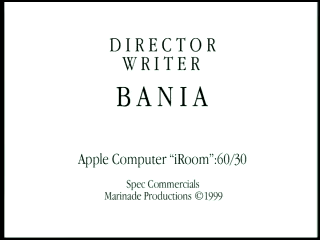 DIRECTOR
WRITER
BANIA
Apple Computer “iRoom”:60/30
Spec Commercials
Marinade Productions ©1999